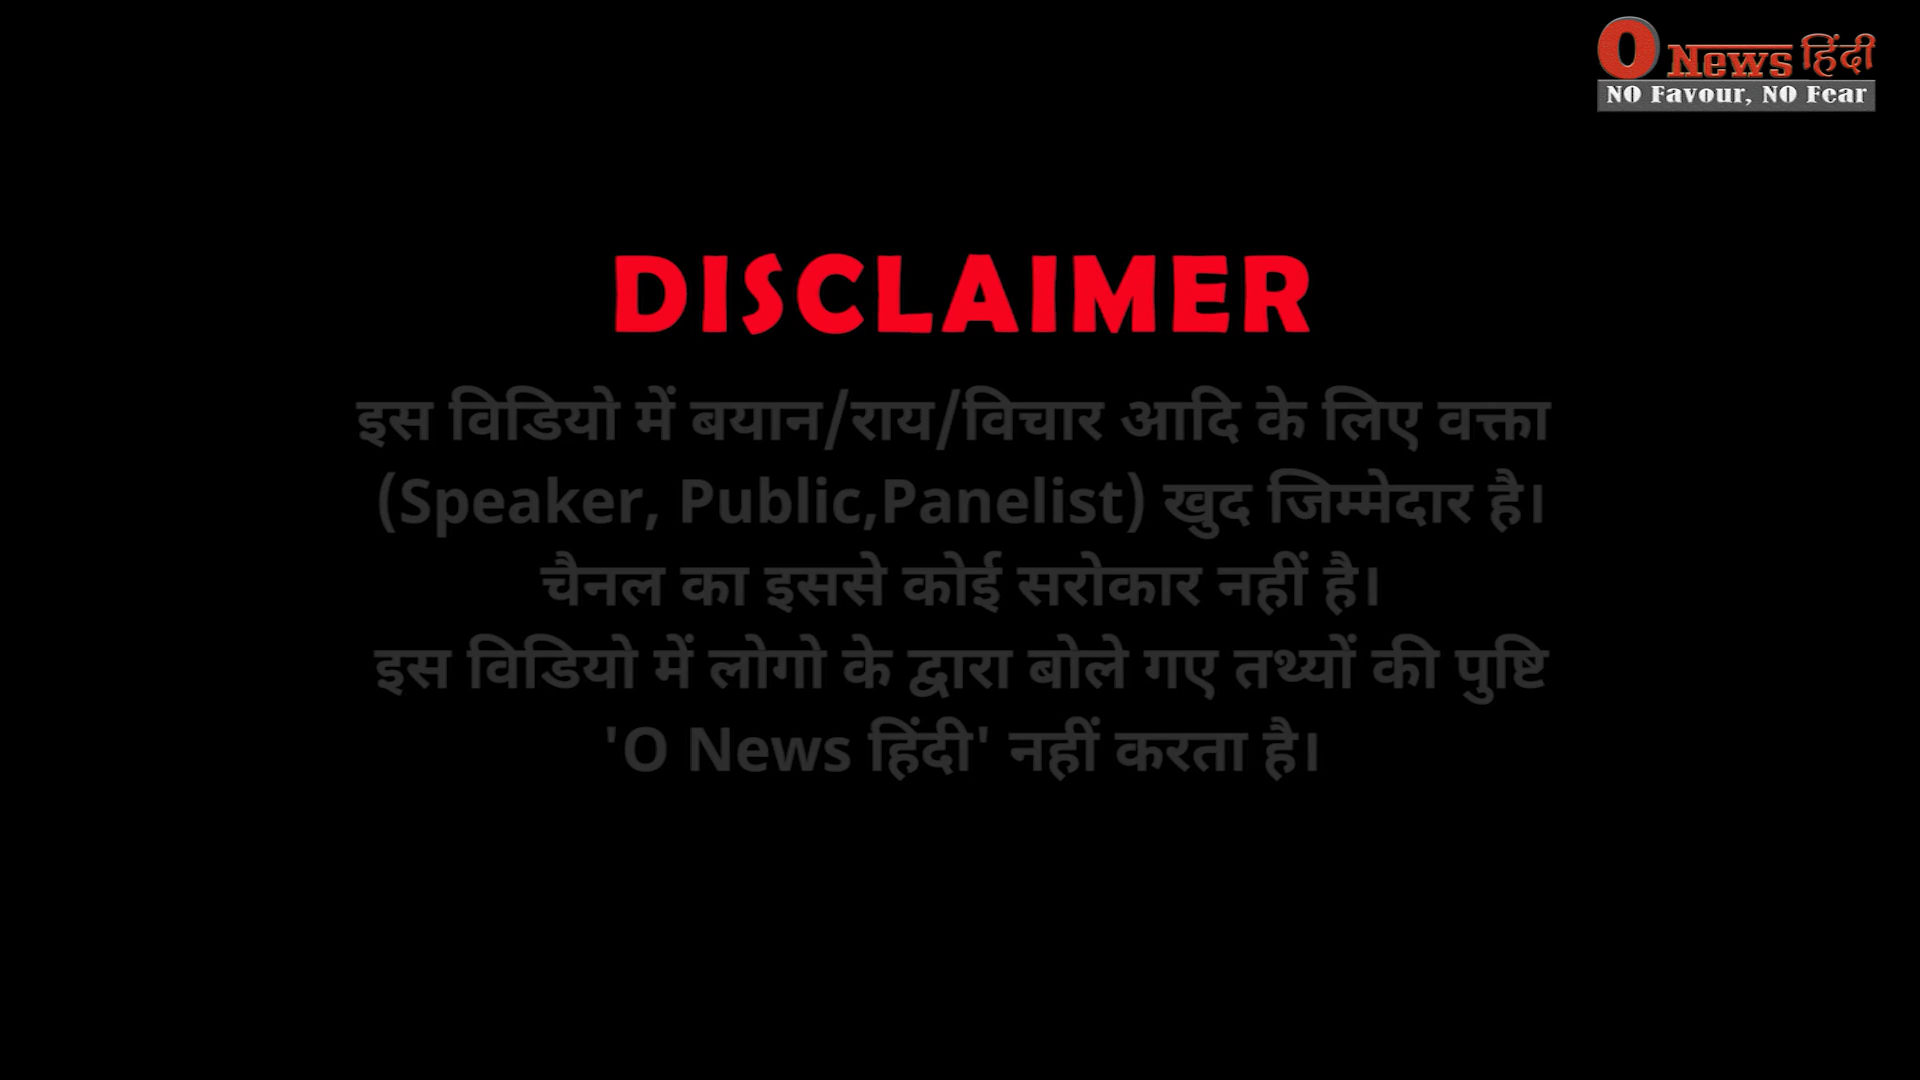 O News हिंदी
NO Favour, NO Fear
DISCLAIMER
इस विडियो में बयान/राय/विचार आदि के लिए वक्ता
(Speaker, Public,Panelist) खुद जिम्मेदार है।
चैनल का इससे कोई सरोकार नहीं है।
इस विडियो में लोगो के द्वारा बोले गए तथ्यों की पुष्टि
'O News हिंदी' नहीं करता है।